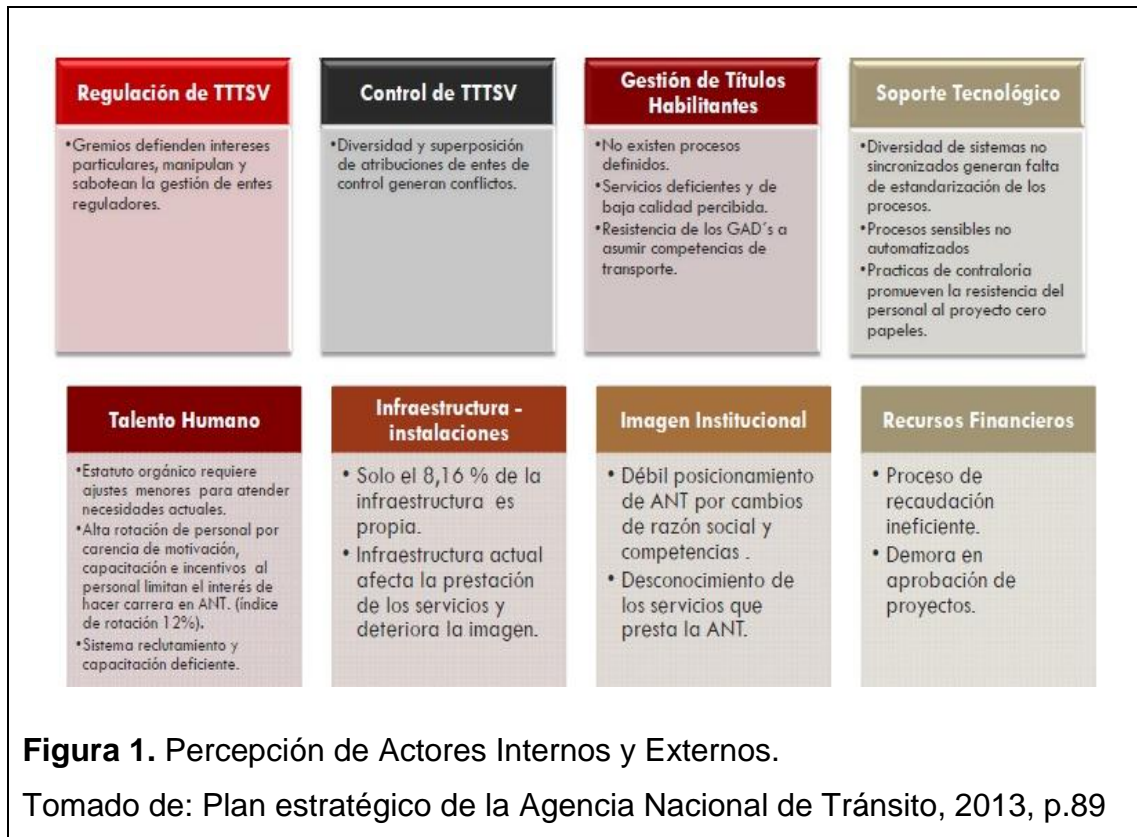 Regulación de TTTSV
•Gremios defienden intereses
particulares, manipulan y
sabotean la gestión de entes
reguladores.
Control de TTTSV
•Diversidad y superposición
de atribuciones de entes de
control generan conflictos.
Gestión de Títulos
Habilitantes
•No existen procesos
definidos.
•Servicios deficientes y de
baja calidad percibida.
•Resistencia de los GAD´s a
asumir competencias de
transporte.
Soporte Tecnológico
•Diversidad de sistemas no
sincronizados generan falta
de estandarización de los
procesos.
•Procesos sensibles no
automatizados
•Practicas de contraloría
promueven la resistencia del
personal al proyecto cero
papeles.
Talento Humano
•Estatuto orgánico requiere
ajustes menores para atender
necesidades actuales.
•Alta rotación de personal por
carencia de motivación,
capacitación e incentivos al
personal limitan el interés de
hacer carrera en ANT. (índice
de rotación 12%).
•Sistema reclutamiento y
capacitación deficiente.
Infraestructura -
instalaciones
• Solo el 8,16 % de la
infraestructura es
propia.
• Infraestructura actual
afecta la prestación
de los servicios y
deteriora la imagen.
Imagen Institucional
• Débil posicionamiento
de ANT por cambios
de razón social y
competencias .
• Desconocimiento de
los servicios que
presta la ANT.
Recursos Financieros
• Proceso de
recaudación
ineficiente.
• Demora en
aprobación de
proyectos.
Figura 1. Percepción de Actores Internos y Externos.
Tomado de: Plan estratégico de la Agencia Nacional de Tránsito, 2013, p.89